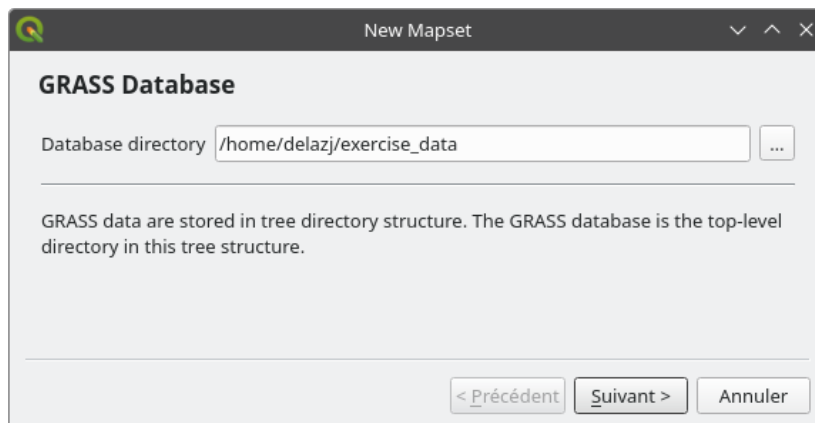 New Mapset
GRASS Database
Database directory /home/delazj/exercise_data ...
GRASS data are stored in tree directory structure. The GRASS database is the top-level
directory in this tree structure.
< Précédent Suivant > Annuler